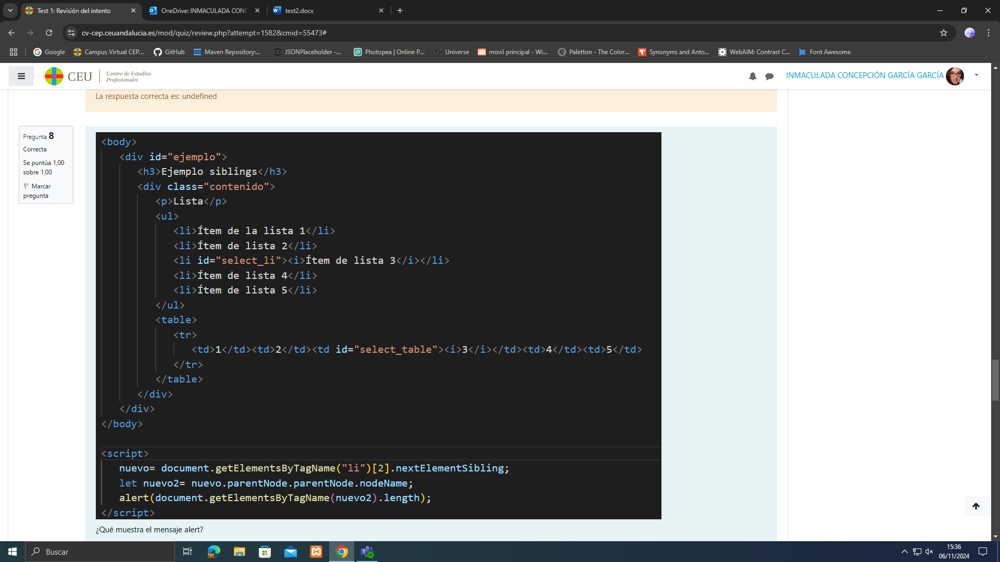 Test 1: Revisión del intento
OneDrive: INMACULADA CONC
test2.docx
cv-cep.ceuandalucia.es/mod/quiz/review.php?attempt=1582&cmid=55473#
Google
Campus Virtual CEP...
GitHub
Maven Repository:...
JSONPlaceholder -...
Photopea | Online P...
Universe
movil principal - Wi...
Paletton - The Color...
Synonyms and Anto...
WebAIM: Contrast C...
Font Awesome
CEU
Centro de Estudios
Profesionales
INMACULADA CONCEPCIÓN GARCÍA GARCÍA
La respuesta correcta es: undefined
Pregunta 8
Correcta
Se puntúa 1,00
sobre 1,00
Marcar
pregunta
<body>
<div id="ejemplo">
<h3>Ejemplo siblings</h3>
<div class="contenido">
<p>Lista</p>
<ul>
<li>Ítem de la lista 1</li>
<li>Ítem de lista 2</li>
<li id="select_li"><i>Ítem de lista 3</i></li>
<li>Ítem de lista 4</li>
<li>Ítem de lista 5</li>
</ul>
<table>
<tr>
<td>1</td><td>2</td><td id="select_table"><i>3</i></td><td>4</td><td>5</td>
</tr>
</table>
</div>
</div>
</body>
<script>
nuevo= document.getElementsByTagName("li")[2].nextElementSibling;
let nuevo2= nuevo.parentNode.parentNode.nodeName;
alert(document.getElementsByTagName(nuevo2).length);
</script>
¿Qué muestra el mensaje alert?
Buscar
15:36
06/11/2024